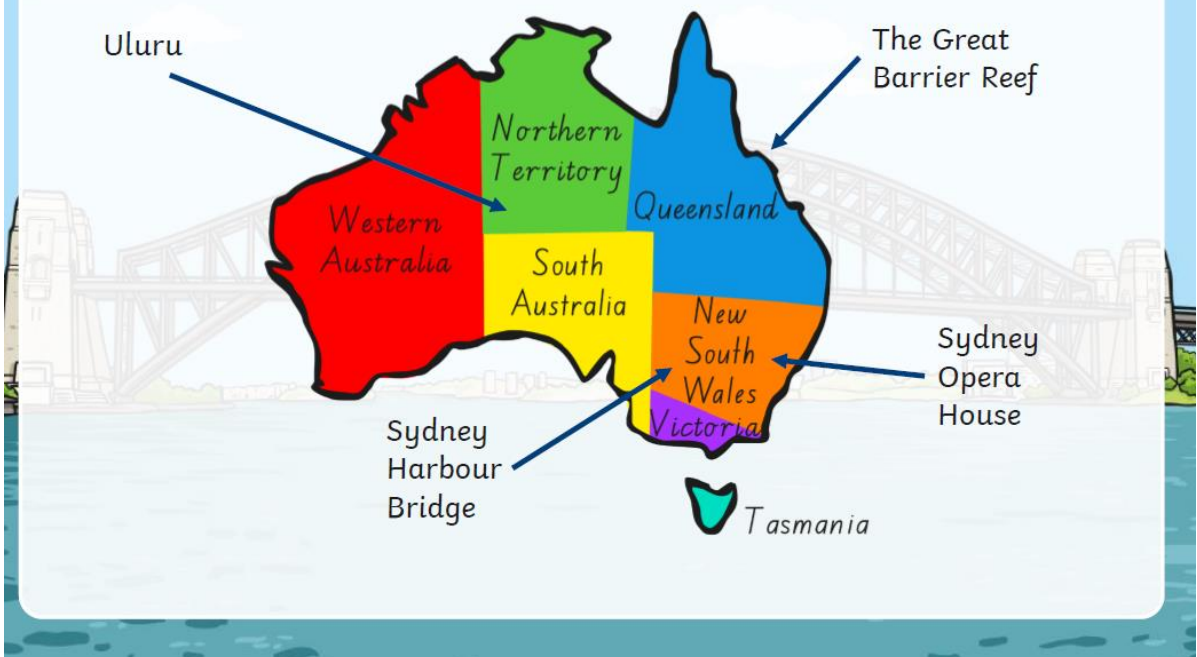 Uluru
The Great
Barrier Reef
Northern
Territory
Queensland
Western
Australia
South
Australia
New
South
Wales
Victoria
Sydney
Opera
House
Sydney
Harbour
Bridge
Tasmania